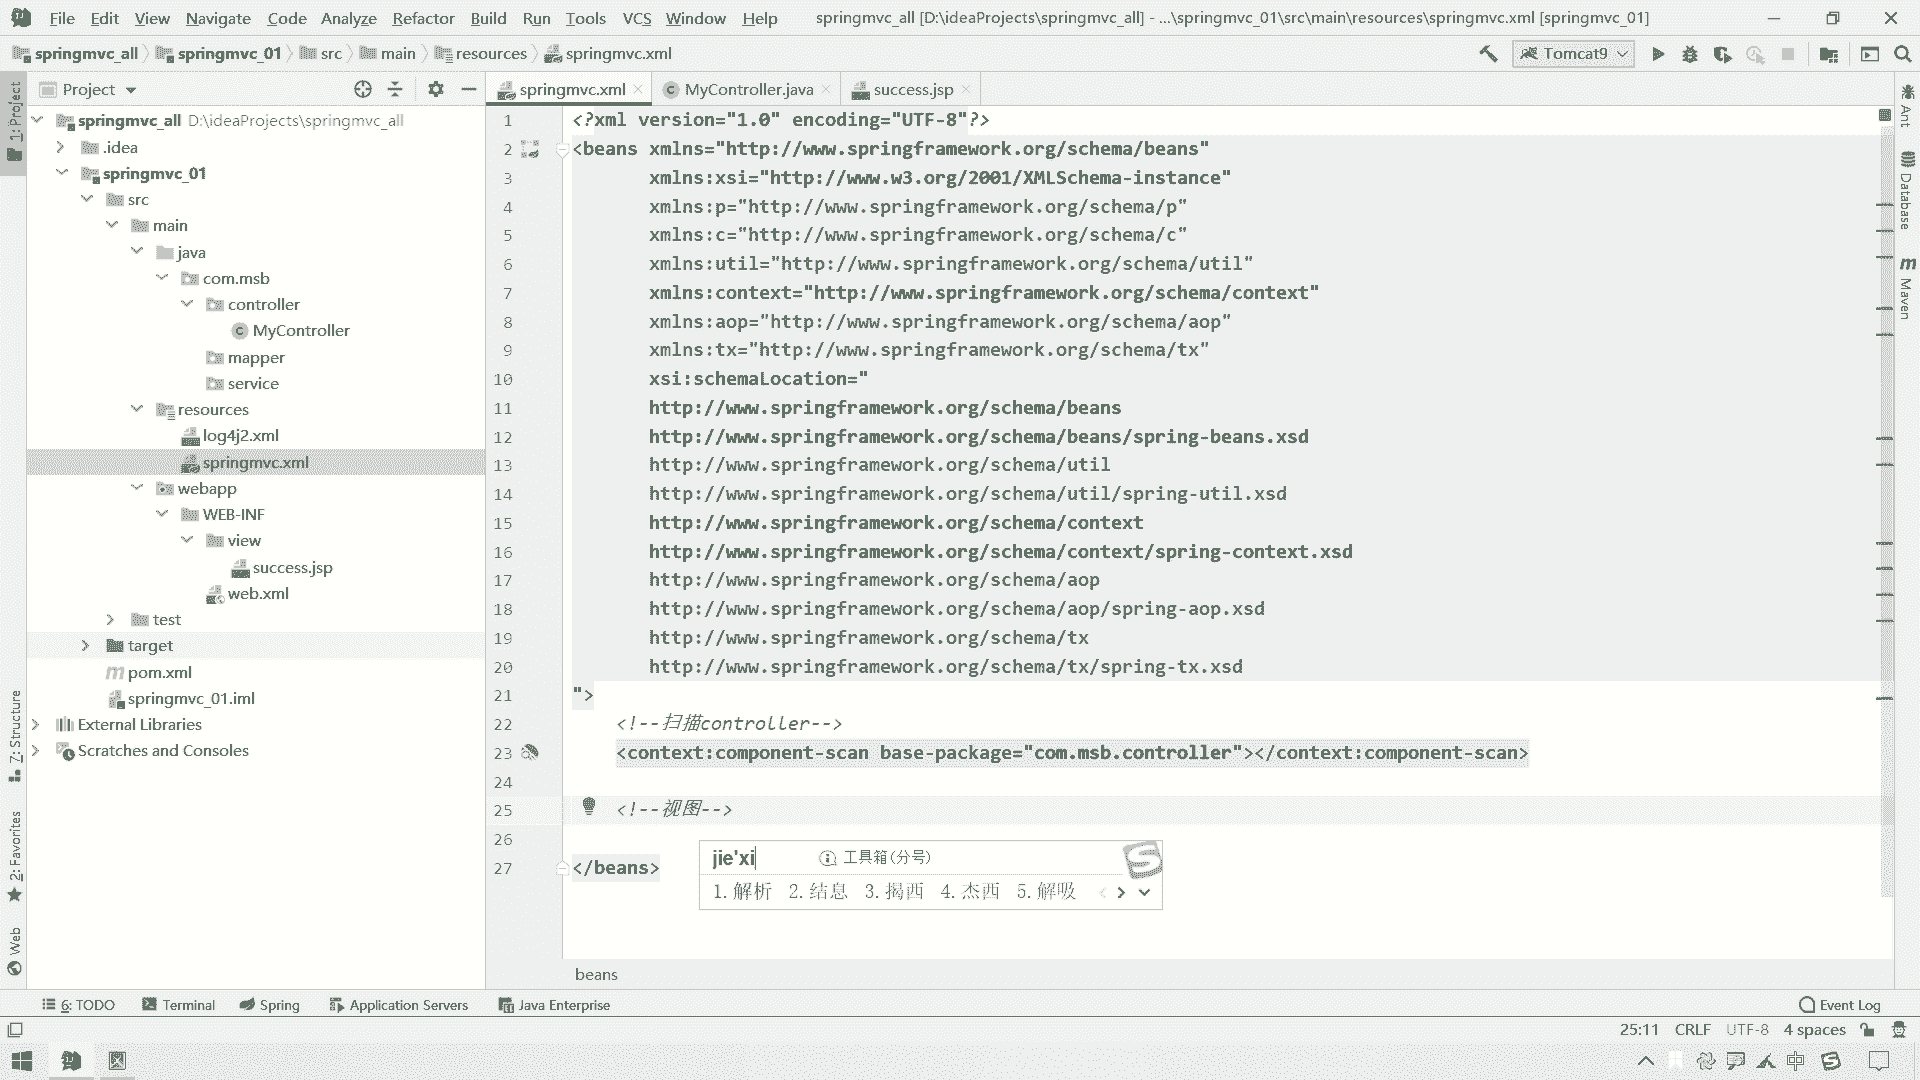 File Edit View Navigate Code Analyze Refactor Build Run Tools VCS Window Help springmvc_all [D:\ideaProjects\springmvc_all] - ...\springmvc_01\src\main\resources\springmvc.xml [springmvc_01]
springmvc_all springmvc_01 src main resources springmvc.xml Tomcat9
Project
springmvc.xml MyController.java success.jsp
1: Project
springmvc_all D:\ideaProjects\springmvc_all
.idea
springmvc_01
src
main
java
com.msb
controller
MyController
mapper
service
resources
log4j2.xml
springmvc.xml
webapp
WEB-INF
view
success.jsp
web.xml
test
target
pom.xml
springmvc_01.iml
External Libraries
Scratches and Consoles
Z: Structure
2: Favorites
Web
1 <?xml version="1.0" encoding="UTF-8"?>
2 <beans xmlns="http://www.springframework.org/schema/beans"
3 xmlns:xsi="http://www.w3.org/2001/XMLSchema-instance"
4 xmlns:p="http://www.springframework.org/schema/p"
5 xmlns:c="http://www.springframework.org/schema/c"
6 xmlns:util="http://www.springframework.org/schema/util"
7 xmlns:context="http://www.springframework.org/schema/context"
8 xmlns:aop="http://www.springframework.org/schema/aop"
9 xmlns:tx="http://www.springframework.org/schema/tx"
10 xsi:schemaLocation="
11 http://www.springframework.org/schema/beans
12 http://www.springframework.org/schema/beans/spring-beans.xsd
13 http://www.springframework.org/schema/util
14 http://www.springframework.org/schema/util/spring-util.xsd
15 http://www.springframework.org/schema/context
16 http://www.springframework.org/schema/context/spring-context.xsd
17 http://www.springframework.org/schema/aop
18 http://www.springframework.org/schema/aop/spring-aop.xsd
19 http://www.springframework.org/schema/tx
20 http://www.springframework.org/schema/tx/spring-tx.xsd
21 ">
22 <!--扫描controller-->
23 <context:component-scan base-package="com.msb.controller"></context:component-scan>
24
25 <!--视图-->
26
27 </beans>
jie'xi 工具箱(分号)
1.解析 2.结息 3.揭西 4.杰西 5.解吸
beans
Ant
Database
Maven
6: TODO Terminal Spring Application Servers Java Enterprise Event Log
25:11 CRLF UTF-8 4 spaces
中